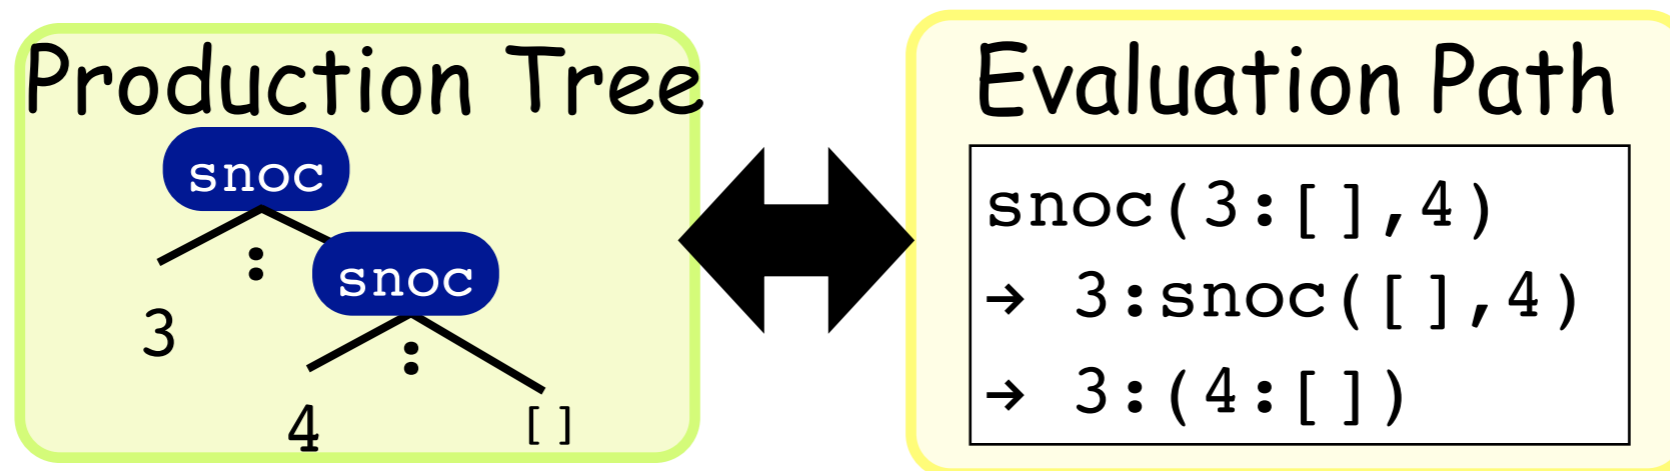 Production Tree
snoc
:
snoc
3
:
4
[]
Evaluation Path
snoc(3:[],4)
→ 3:snoc([],4)
→ 3:(4:[])